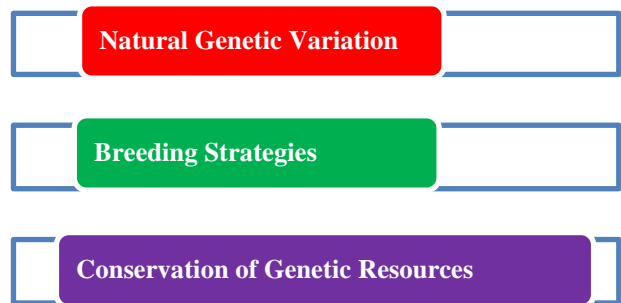 Natural Genetic Variation
Breeding Strategies
Conservation of Genetic Resources